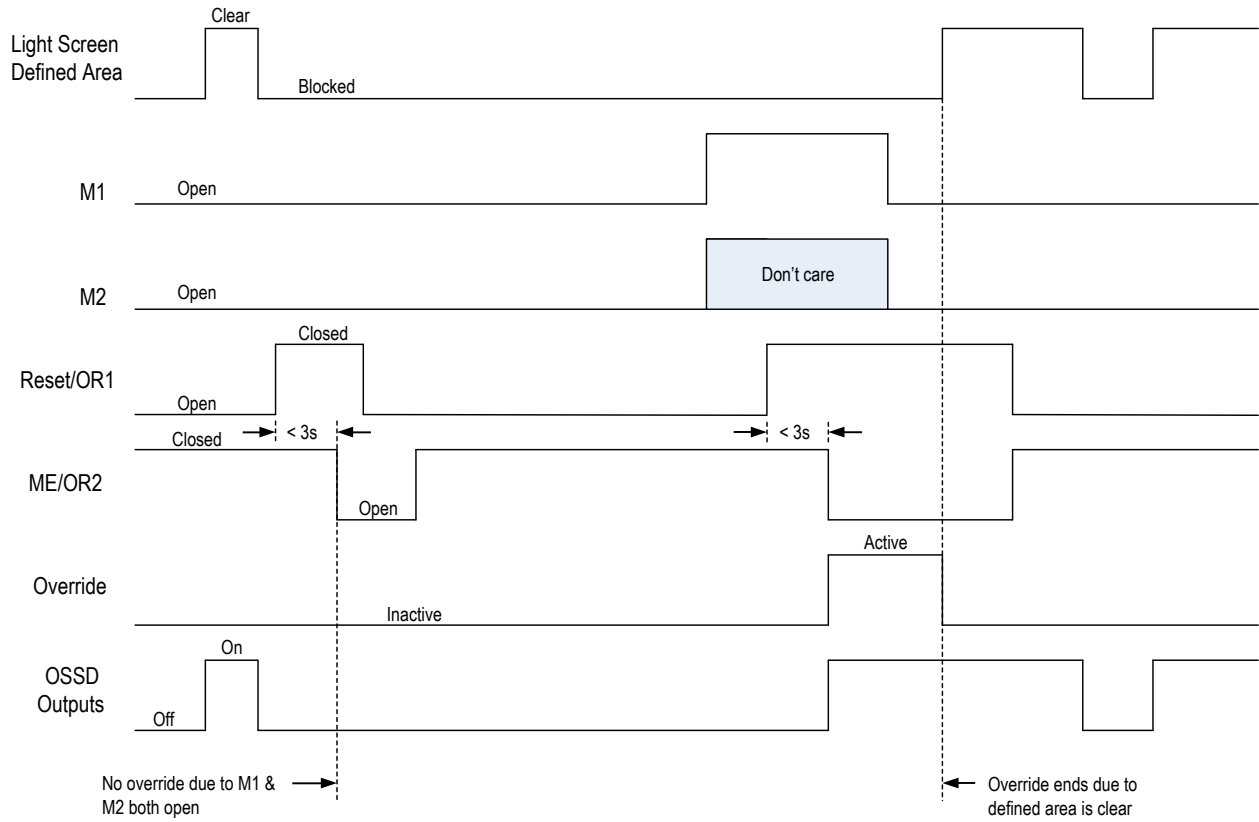 Clear
Light Screen
Defined Area
Blocked
M1
Open
M2
Open
Don't care
Closed
Reset/OR1
Open
< 3s
< 3s
Closed
ME/OR2
Open
Active
Override
Inactive
On
OSSD
Outputs
Off
No override due to M1 &
M2 both open
Override ends due to
defined area is clear